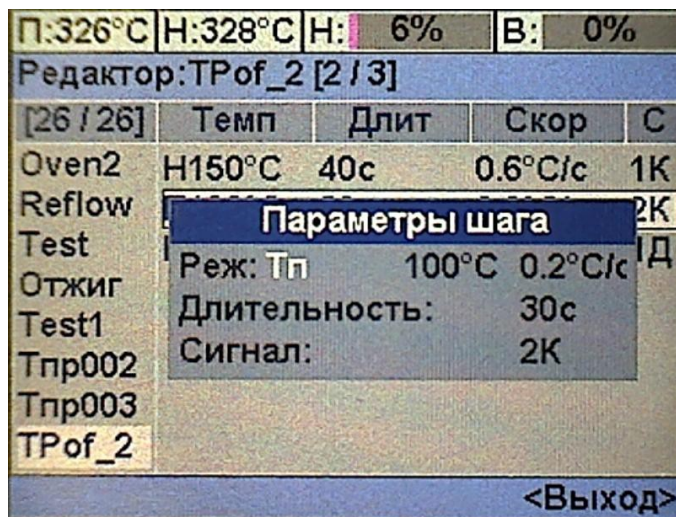 П:326°C Н:328°C Н: 6% В: 0%
Редактор:TPof_2 [2 / 3]
[26 / 26] Темп Длит Скор С
Oven2 Н150°C 40с 0.6°C/с 1К
Reflow 2К
Параметры шага
Test Д
Реж: Тп 100°C 0.2°C/с
Отжиг
Длительность: 30с
Test1
Сигнал: 2К
Тпр002
Тпр003
TPof_2
<Выход>